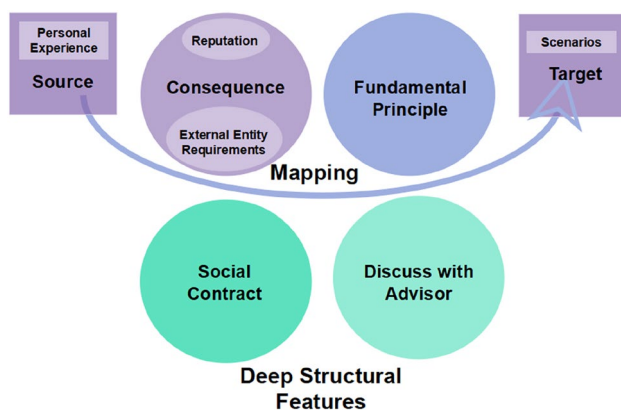 Personal
Experience
Source
Reputation
Consequence
External Entity
Requirements
Fundamental
Principle
Scenarios
Target
Mapping
Social
Contract
Discuss with
Advisor
Deep Structural
Features